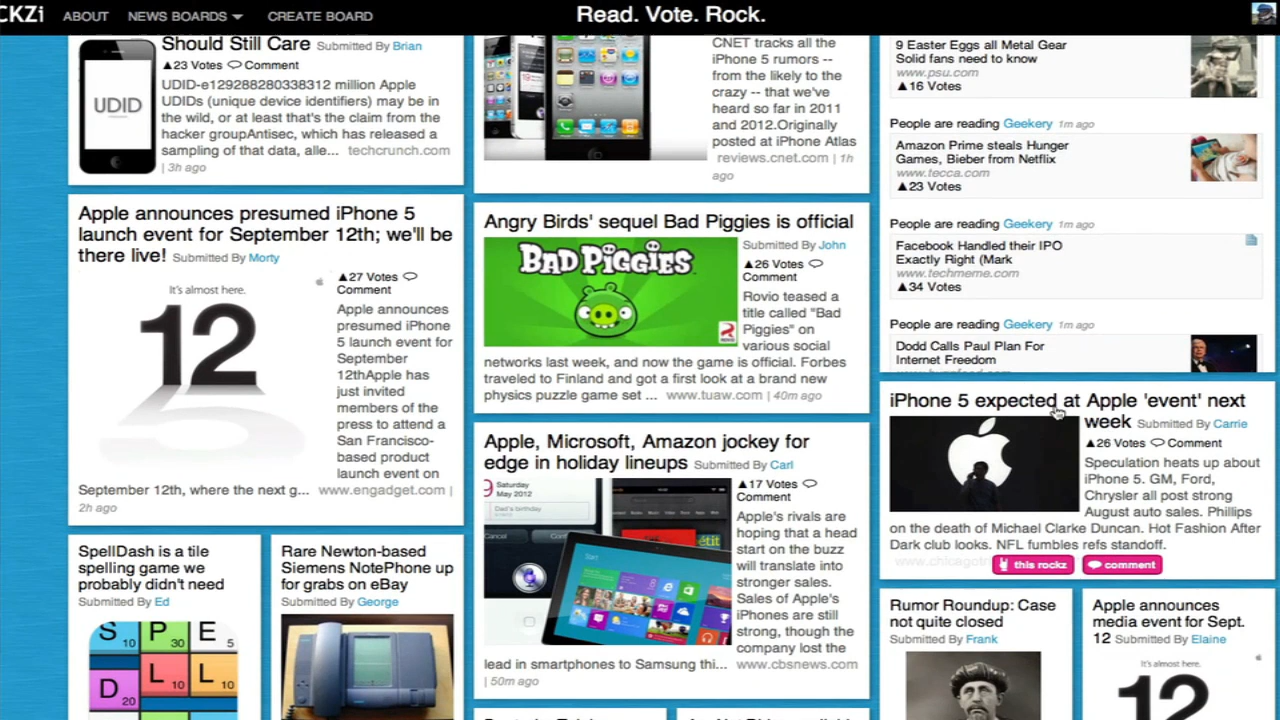 CKZi ABOUT NEWS BOARDS CREATE BOARD
Read. Vote. Rock.
Should Still Care Submitted By Brian
23 Votes Comment
UDID
UDID-e129288280338312 million Apple
UDIDs (unique device identifiers) may be in
the wild, or at least that's the claim from the
hacker groupAntisec, which has released a
sampling of that data, alle... techcrunch.com
| 3h ago
Apple announces presumed iPhone 5
launch event for September 12th; we'll be
there live! Submitted By Morty
It's almost here.
12
5
27 Votes
Comment
Apple announces
presumed iPhone
5 launch event for
September
12thApple has
just invited
members of the
press to attend a
San Francisco-
based product
launch event on
September 12th, where the next g... www.engadget.com |
2h ago
SpellDash is a tile
spelling game we
probably didn't need
Submitted By Ed
S 10 P 30 E 5
D 20 L 10 L 10
Rare Newton-based
Siemens NotePhone up
for grabs on eBay
Submitted By George
CNET tracks all the
iPhone 5 rumors --
from the likely to the
crazy -- that we've
heard so far in 2011
and 2012.Originally
posted at iPhone Atlas
reviews.cnet.com | 1h
ago
Angry Birds' sequel Bad Piggies is official
BAD PIGGIES
Submitted By John
26 Votes
Comment
Rovio teased a
title called "Bad
Piggies" on
various social
networks last week, and now the game is official. Forbes
traveled to Finland and got a first look at a brand new
physics puzzle game set ... www.tuaw.com | 40m ago
Apple, Microsoft, Amazon jockey for
edge in holiday lineups Submitted By Carl
9 Saturday
May 2012
Dad's birthday
Start
17 Votes
Comment
Apple's rivals are
hoping that a head
start on the buzz
will translate into
stronger sales.
Sales of Apple's
iPhones are still
strong, though the
company lost the
lead in smartphones to Samsung thi... www.cbsnews.com
| 50m ago
9 Easter Eggs all Metal Gear
Solid fans need to know
www.psu.com
16 Votes
People are reading Geekery 1m ago
Amazon Prime steals Hunger
Games, Bieber from Netflix
www.tecca.com
23 Votes
People are reading Geekery 1m ago
Facebook Handled their IPO
Exactly Right (Mark
www.techmeme.com
34 Votes
People are reading Geekery 1m ago
Dodd Calls Paul Plan For
Internet Freedom
iPhone 5 expected at Apple 'event' next
week Submitted By Carrie
26 Votes Comment
Speculation heats up about
iPhone 5. GM, Ford,
Chrysler all post strong
August auto sales. Phillips
on the death of Michael Clarke Duncan. Hot Fashion After
Dark club looks. NFL fumbles refs standoff.
this rockz comment
Rumor Roundup: Case
not quite closed
Submitted By Frank
Apple announces
media event for Sept.
12 Submitted By Elaine
It's almost here.
12